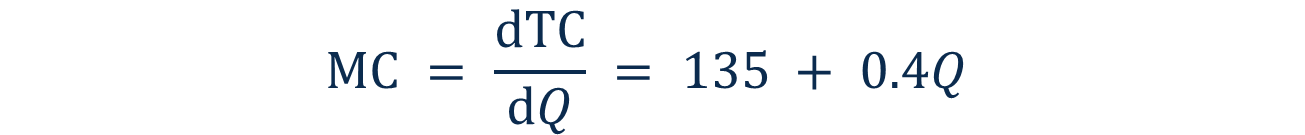 MC = dTC/dQ = 135 + 0.4Q